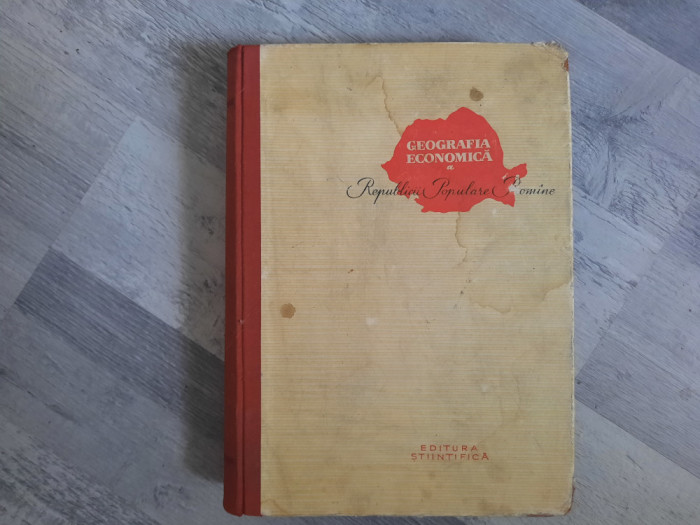 GEOGRAFIA
ECONOMICĂ
a
Republicii Populare Romîne
EDITURA
ȘTIINȚIFICĂ